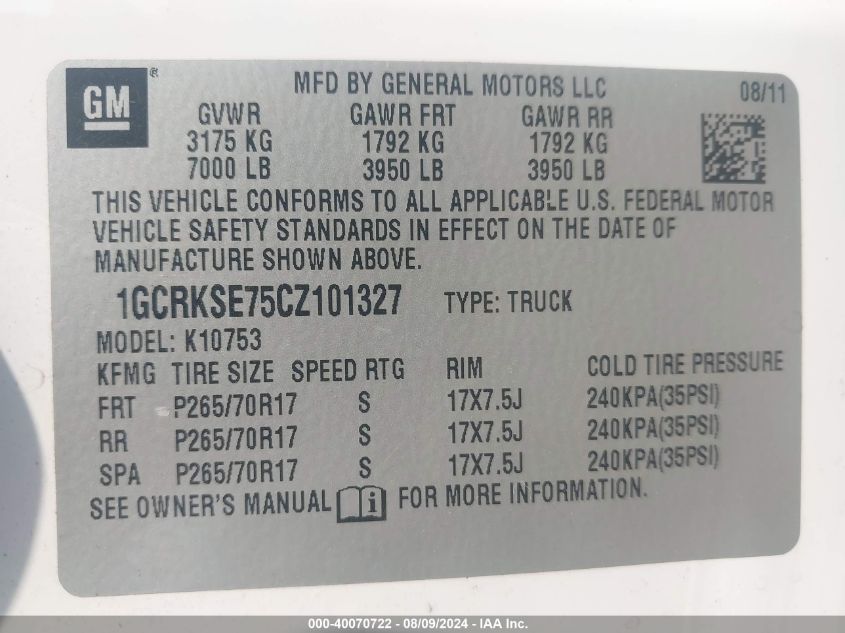 GM®
MFD BY GENERAL MOTORS LLC 08/11
GVWR GAWR FRT GAWR RR
3175 KG 1792 KG 1792 KG
7000 LB 3950 LB 3950 LB
THIS VEHICLE CONFORMS TO ALL APPLICABLE U.S. FEDERAL MOTOR
VEHICLE SAFETY STANDARDS IN EFFECT ON THE DATE OF
MANUFACTURE SHOWN ABOVE.
1GCRKSE75CZ101327 TYPE: TRUCK
MODEL: K10753
KFMG TIRE SIZE SPEED RTG RIM COLD TIRE PRESSURE
FRT P265/70R17 S 17X7.5J 240KPA(35PSI)
RR P265/70R17 S 17X7.5J 240KPA(35PSI)
SPA P265/70R17 S 17X7.5J 240KPA(35PSI)
SEE OWNER'S MANUAL i FOR MORE INFORMATION.
000-40070722 - 08/09/2024 - IAA Inc.